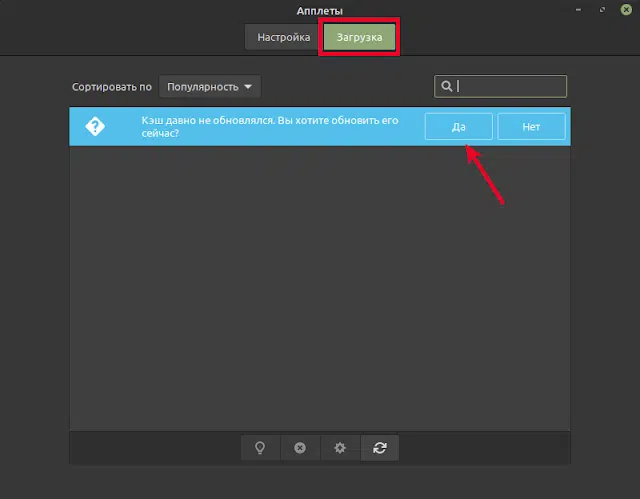 Апплеты
Настройка
Загрузка
Сортировать по
Популярность
Кэш давно не обновлялся. Вы хотите обновить его
сейчас?
Да
Нет